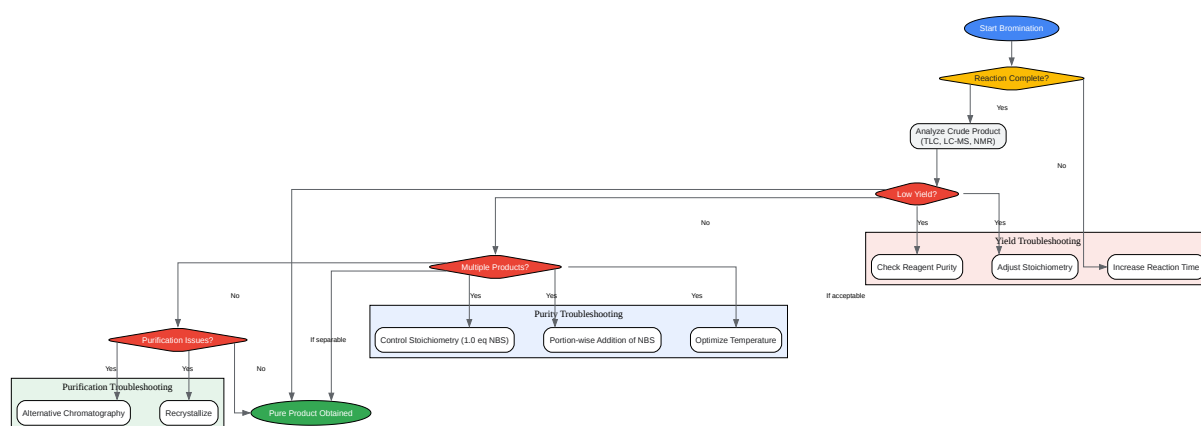 Start Bromination
Reaction Complete?
Yes
Analyze Crude Product
(TLC, LC-MS, NMR)
No
Low Yield?
No
Yes
Yes
Yield Troubleshooting
Check Reagent Purity
Adjust Stoichiometry
Increase Reaction Time
Multiple Products?
No
Yes
Yes
Yes
If acceptable
Purity Troubleshooting
Control Stoichiometry (1.0 eq NBS)
Portion-wise Addition of NBS
Optimize Temperature
If separable
Purification Issues?
Yes
Yes
No
Purification Troubleshooting
Alternative Chromatography
Recrystallize
Pure Product Obtained